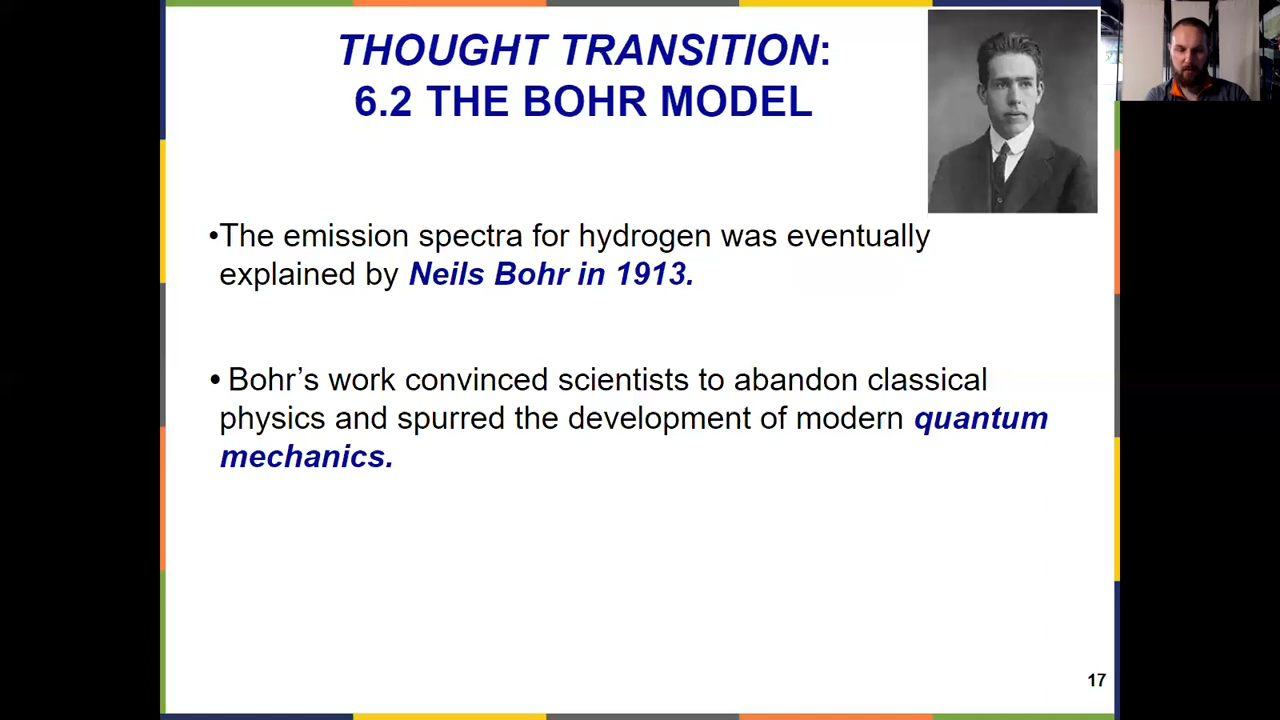 THOUGHT TRANSITION:
6.2 THE BOHR MODEL
•The emission spectra for hydrogen was eventually
explained by Neils Bohr in 1913.
• Bohr’s work convinced scientists to abandon classical
physics and spurred the development of modern quantum
mechanics.
17